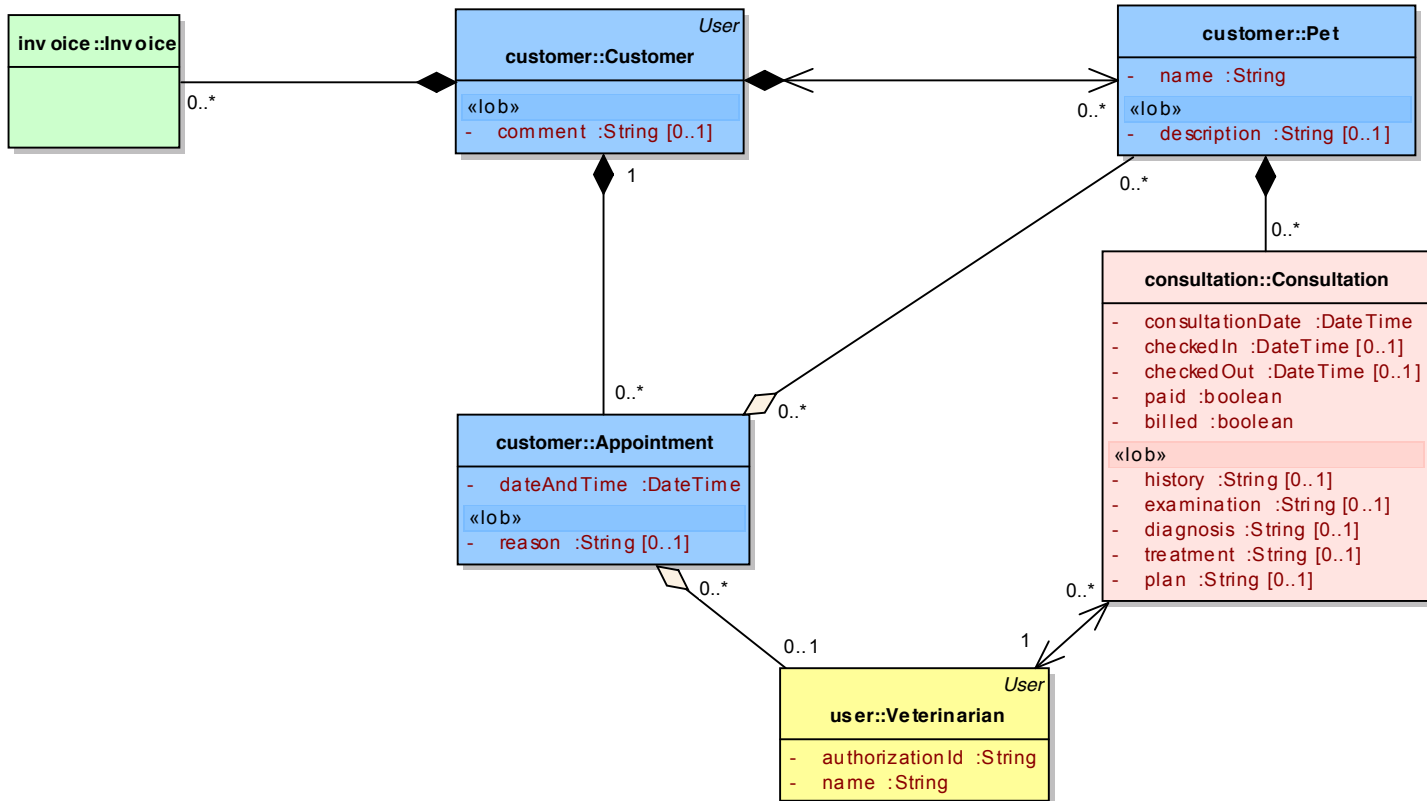 inv oice::Invoice
0..*
User
customer::Customer
«lob»
- comment :String [0..1]
1
customer::Pet
- name :String
«lob»
- description :String [0..1]
0..*
0..*
0..*
consultation::Consultation
- consultationDate :DateTime
- checkedIn :DateTime [0..1]
- checkedOut :DateTime [0..1]
- paid :boolean
- billed :boolean
«lob»
- history :String [0..1]
- examination :String [0..1]
- diagnosis :String [0..1]
- treatment :String [0..1]
- plan :String [0..1]
0..*
0..*
0..*
customer::Appointment
- dateAndTime :DateTime
«lob»
- reason :String [0..1]
0..*
0..1
1
User
user::Veterinarian
- authorizationId :String
- name :String